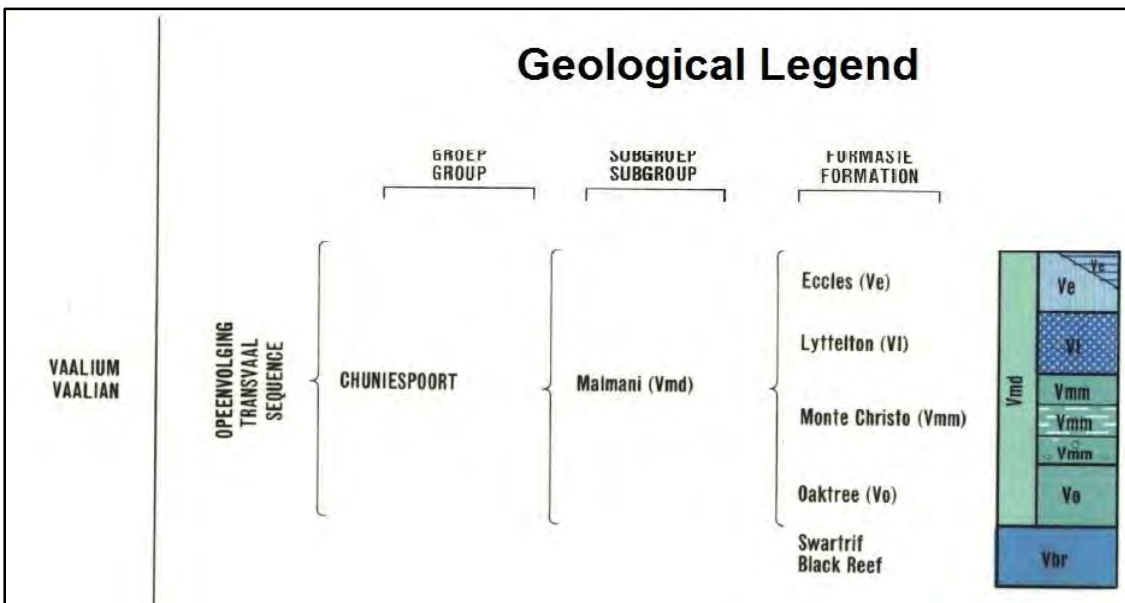 Geological Legend
GROEP
GROUP
SUBGROEP
SUBGROUP
FORMASIE
FORMATION
VAALIUM
VAALIAN
OPEENVOLGING
TRANSVAAL
SEQUENCE
CHUNIESPOORT
Malmani (Vmd)
Eccles (Ve)
Lyttelton (Vl)
Monte Christo (Vmm)
Oaktree (Vo)
Swartrif
Black Reef
Vmd
Ve
Ve
Vl
Vmm
Vmm
Vmm
Vo
Vbr